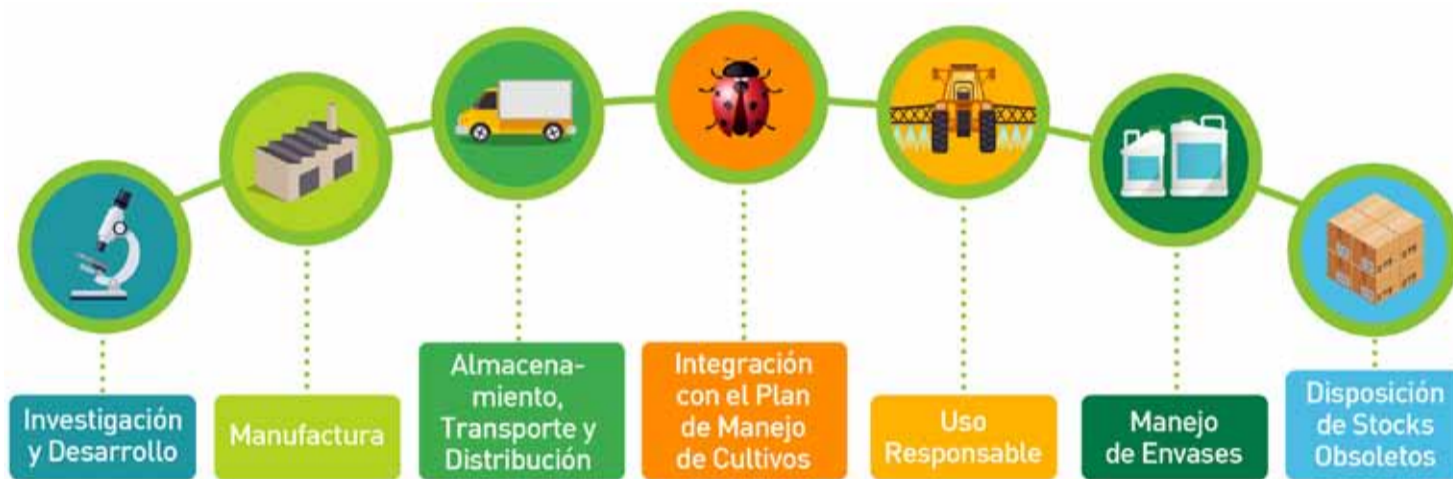 Investigación
y Desarrollo
Manufactura
Almacena-
miento,
Transporte y
Distribución
Integración
con el Plan
de Manejo
de Cultivos
Uso
Responsable
Manejo
de Envases
Disposición
de Stocks
Obsoletos